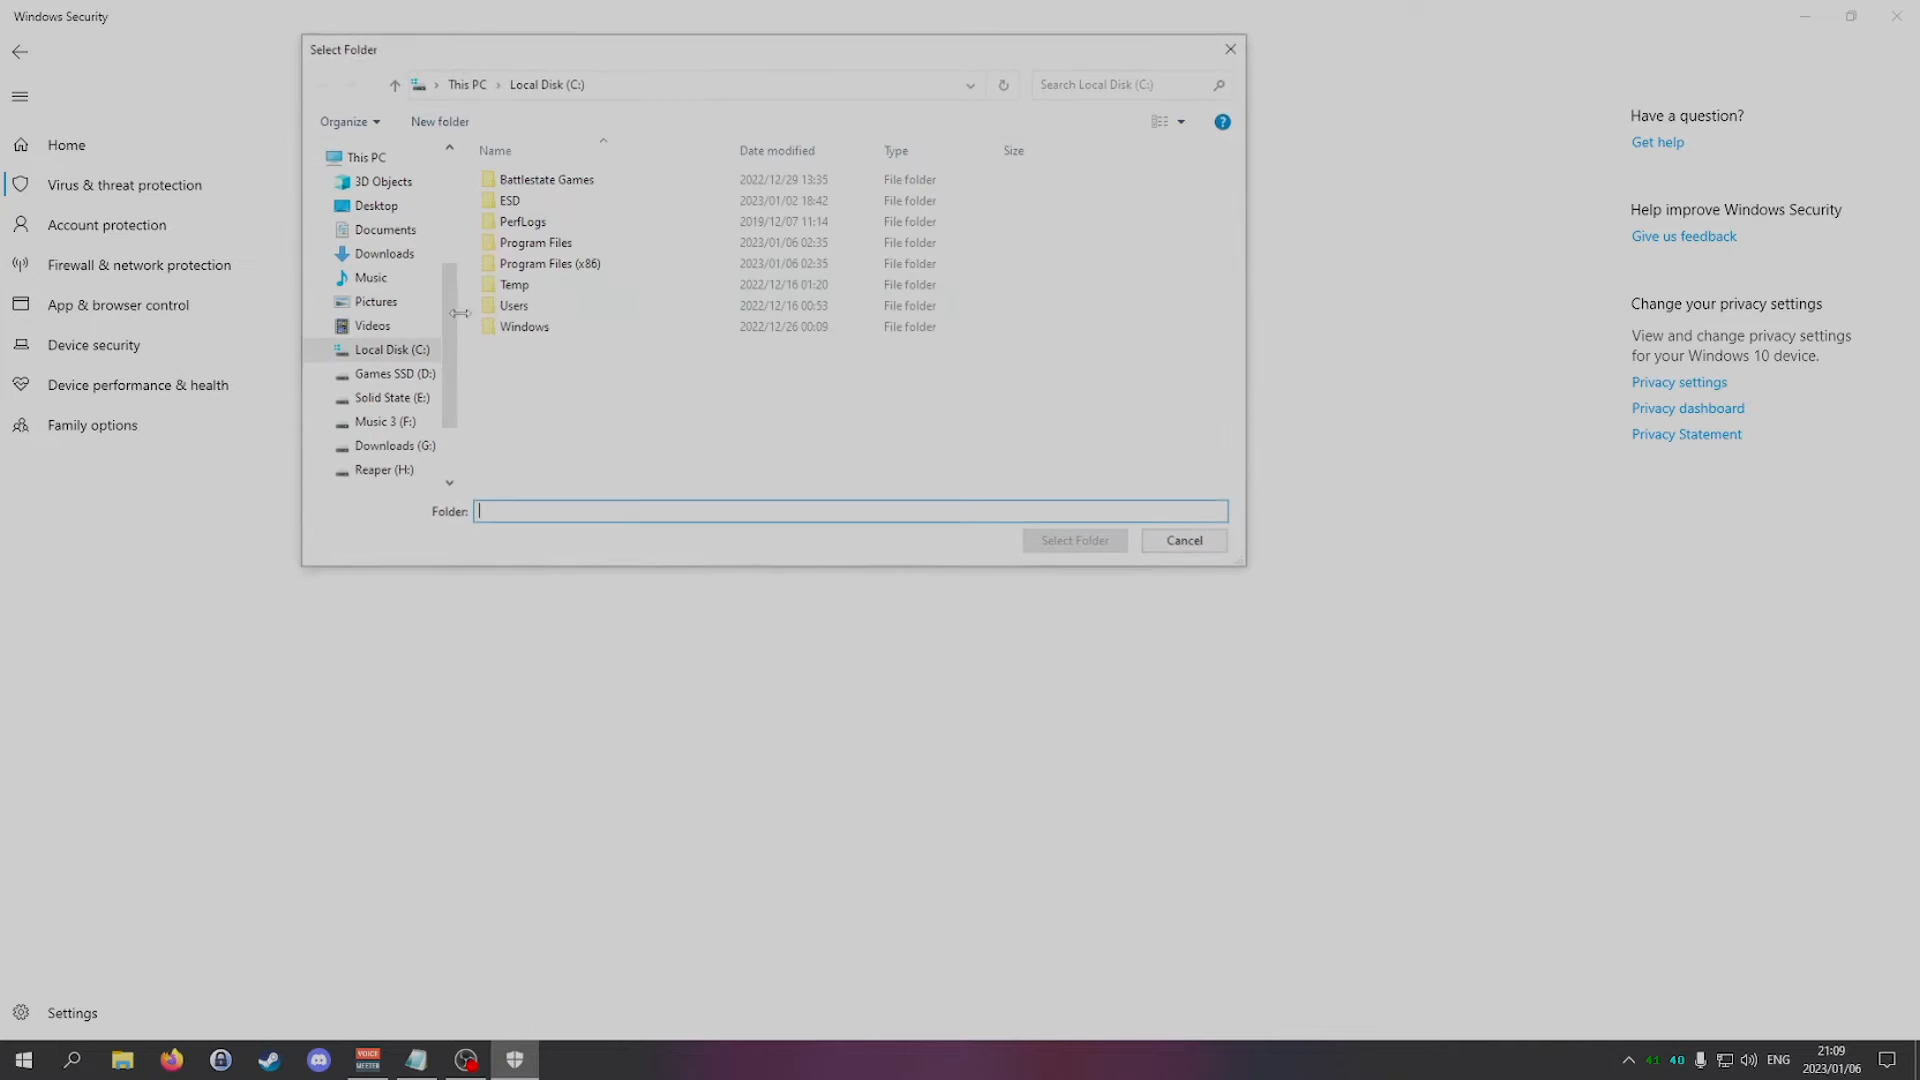 Windows Security
Home
Virus & threat protection
Account protection
Firewall & network protection
App & browser control
Device security
Device performance & health
Family options
Settings
Select Folder
This PC
Local Disk (C:)
Search Local Disk (C:)
Organize
New folder
?
This PC
3D Objects
Desktop
Documents
Downloads
Music
Pictures
Videos
Local Disk (C:)
Games SSD (D:)
Solid State (E:)
Music 3 (F:)
Downloads (G:)
Reaper (H:)
Name Date modified Type Size
Battlestate Games 2022/12/29 13:35 File folder
ESD 2023/01/02 18:42 File folder
PerfLogs 2019/12/07 11:14 File folder
Program Files 2023/01/06 02:35 File folder
Program Files (x86) 2023/01/06 02:35 File folder
Temp 2022/12/16 01:20 File folder
Users 2022/12/16 00:53 File folder
Windows 2022/12/26 00:09 File folder
Folder:
Select Folder Cancel
Have a question?
Get help
Help improve Windows Security
Give us feedback
Change your privacy settings
View and change privacy settings
for your Windows 10 device.
Privacy settings
Privacy dashboard
Privacy Statement
VOICE
MEETER
41 40 ENG
21:09
2023/01/06